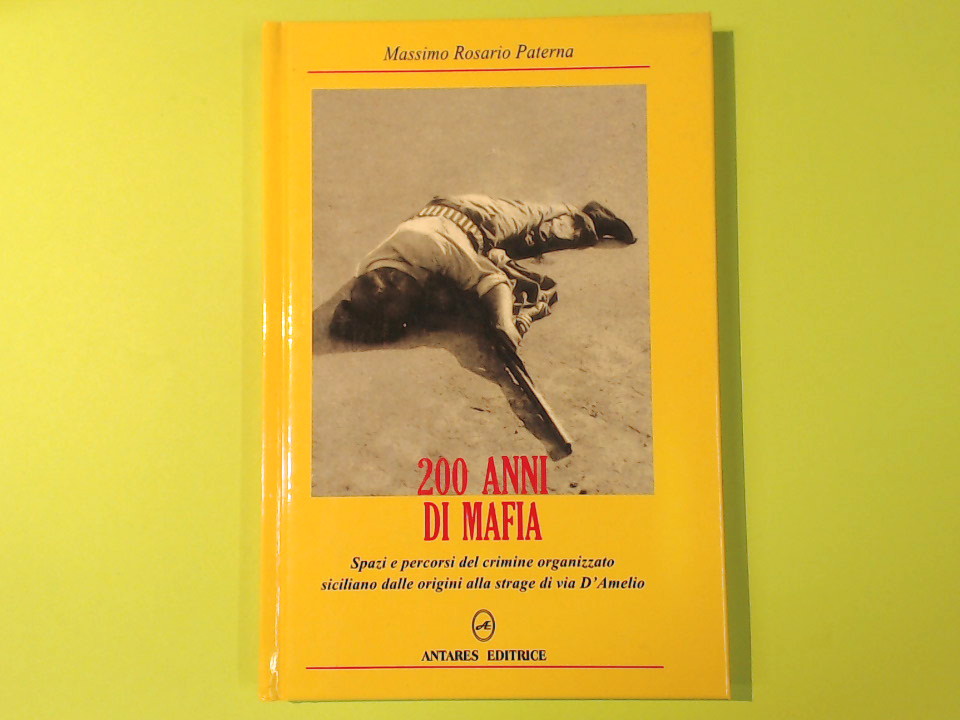 Massimo Rosario Paterna
200 ANNI
DI MAFIA
Spazi e percorsi del crimine organizzato
siciliano dalle origini alla strage di via D'Amelio
Æ
ANTARES EDITRICE